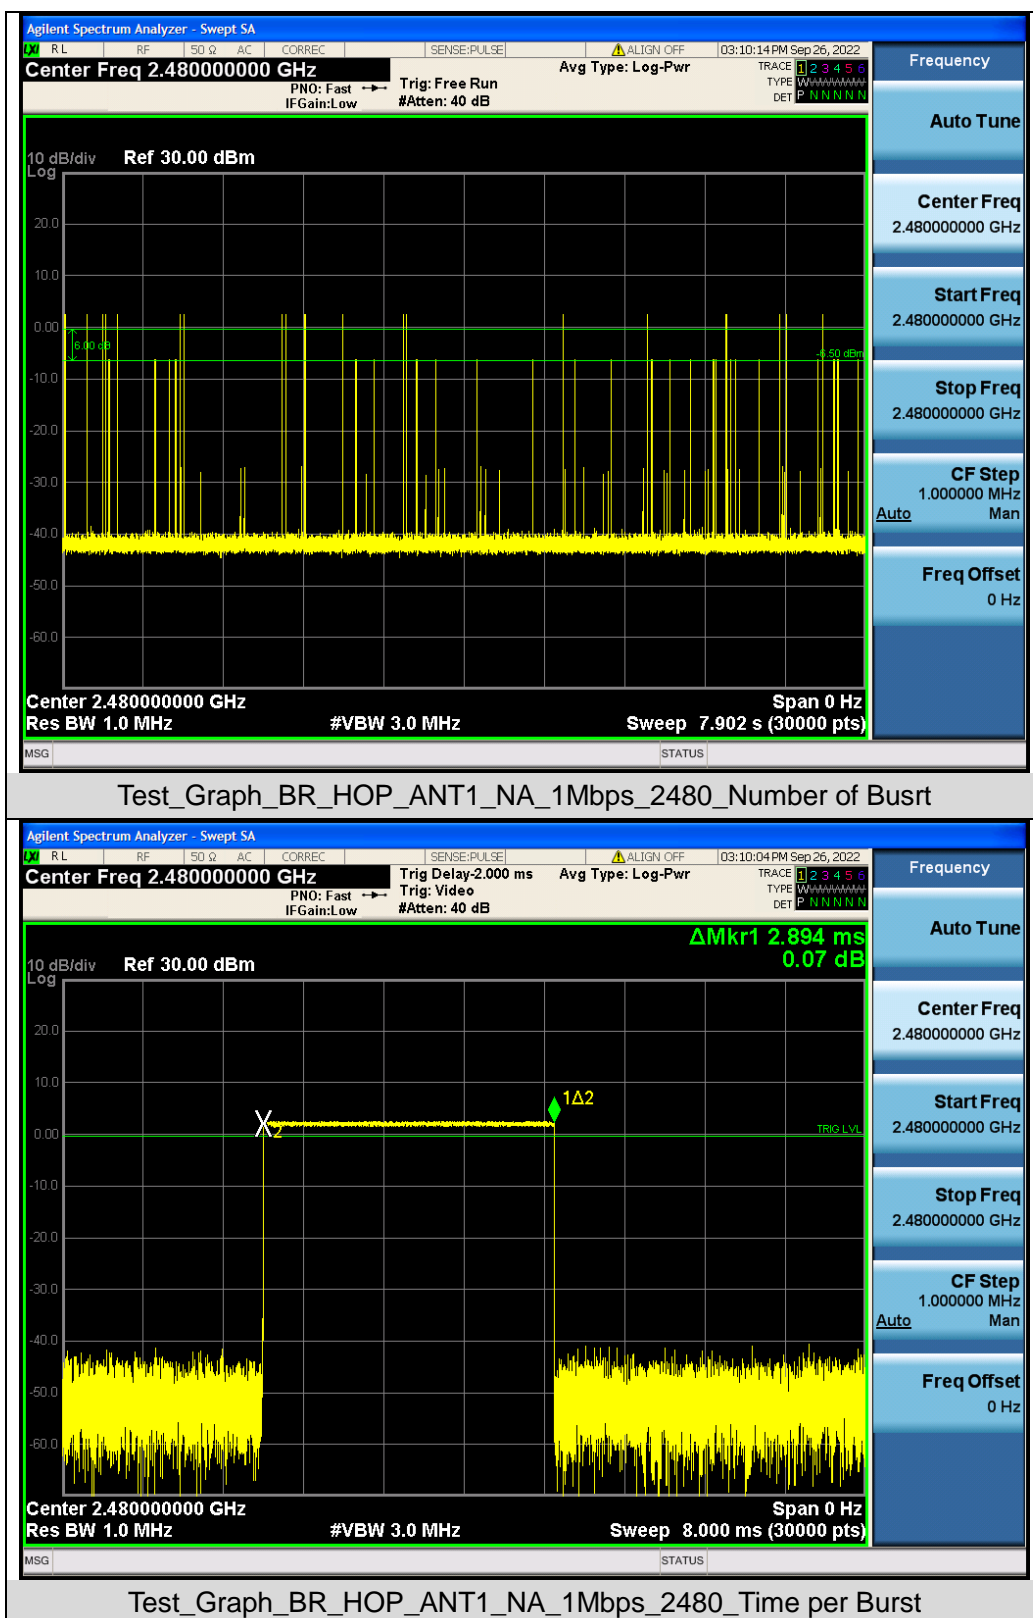 Agilent Spectrum Analyzer - Swept SA
LXI RL RF 50 Ω AC CORREC SENSE:PULSE ALIGN OFF 03:10:14 PM Sep 26, 2022
Center Freq 2.480000000 GHz
PNO: Fast
IFGain:Low
Trig: Free Run
#Atten: 40 dB
Avg Type: Log-Pwr
TRACE 1 2 3 4 5 6
TYPE WWWWWW
DET P N N N N N
Frequency
Auto Tune
Center Freq
2.480000000 GHz
Start Freq
2.480000000 GHz
Stop Freq
2.480000000 GHz
CF Step
1.000000 MHz
Auto Man
Freq Offset
0 Hz
10 dB/div Ref 30.00 dBm
Log
20.0
10.0
0.00
6.00 dB
-6.50 dBm
-10.0
-20.0
-30.0
-40.0
-50.0
-60.0
Center 2.480000000 GHz Span 0 Hz
Res BW 1.0 MHz #VBW 3.0 MHz Sweep 7.902 s (30000 pts)
MSG STATUS
Test_Graph_BR_HOP_ANT1_NA_1Mbps_2480_Number of Busrt
Agilent Spectrum Analyzer - Swept SA
LXI RL RF 50 Ω AC CORREC SENSE:PULSE ALIGN OFF 03:10:04 PM Sep 26, 2022
Center Freq 2.480000000 GHz
PNO: Fast
IFGain:Low
Trig Delay-2.000 ms
Trig: Video
#Atten: 40 dB
Avg Type: Log-Pwr
TRACE 1 2 3 4 5 6
TYPE WWWWWW
DET P N N N N N
Frequency
Auto Tune
Center Freq
2.480000000 GHz
Start Freq
2.480000000 GHz
Stop Freq
2.480000000 GHz
CF Step
1.000000 MHz
Auto Man
Freq Offset
0 Hz
ΔMkr1 2.894 ms
0.07 dB
10 dB/div Ref 30.00 dBm
Log
20.0
10.0
1Δ2
2
0.00
TRIG LVL
-10.0
-20.0
-30.0
-40.0
-50.0
-60.0
Center 2.480000000 GHz Span 0 Hz
Res BW 1.0 MHz #VBW 3.0 MHz Sweep 8.000 ms (30000 pts)
MSG STATUS
Test_Graph_BR_HOP_ANT1_NA_1Mbps_2480_Time per Burst